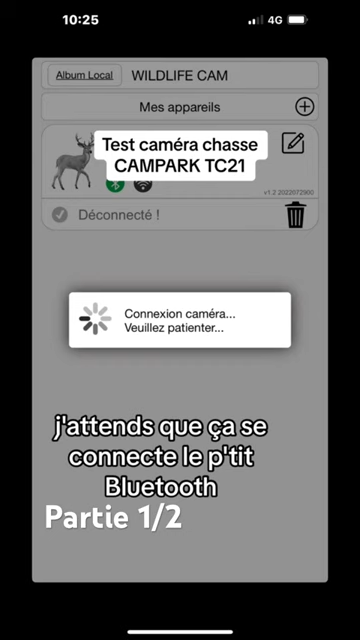 10:25
4G
Album Local
WILDLIFE CAM
Mes appareils
Test caméra chasse
CAMPARK TC21
v1.2 2022072900
Déconnecté !
Connexion caméra...
Veuillez patienter...
j'attends que ça se
connecte le p'tit
Bluetooth
Partie 1/2